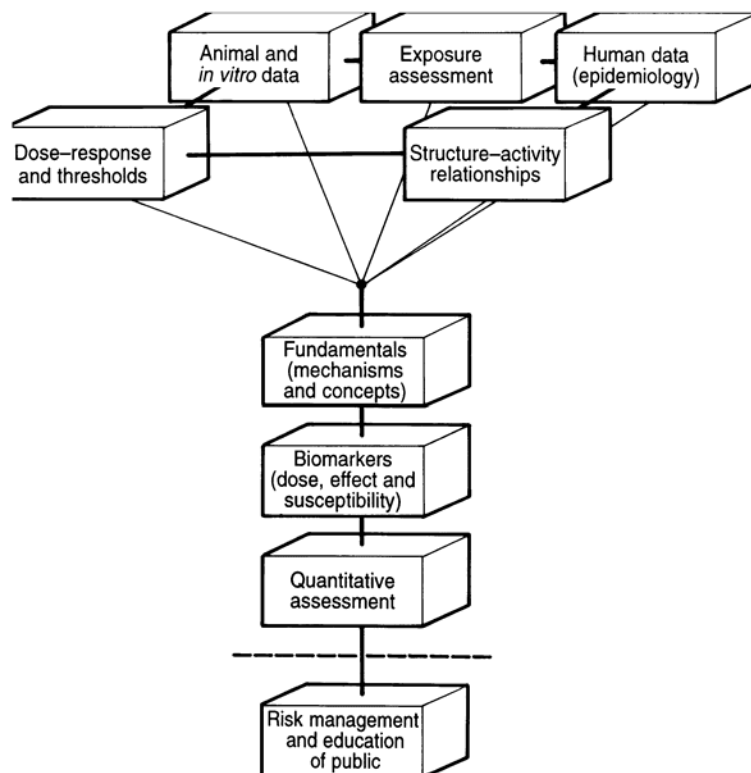 Animal and
in vitro data
Exposure
assessment
Human data
(epidemiology)
Dose–response
and thresholds
Structure–activity
relationships
Fundamentals
(mechanisms
and concepts)
Biomarkers
(dose, effect and
susceptibility)
Quantitative
assessment
Risk management
and education
of public